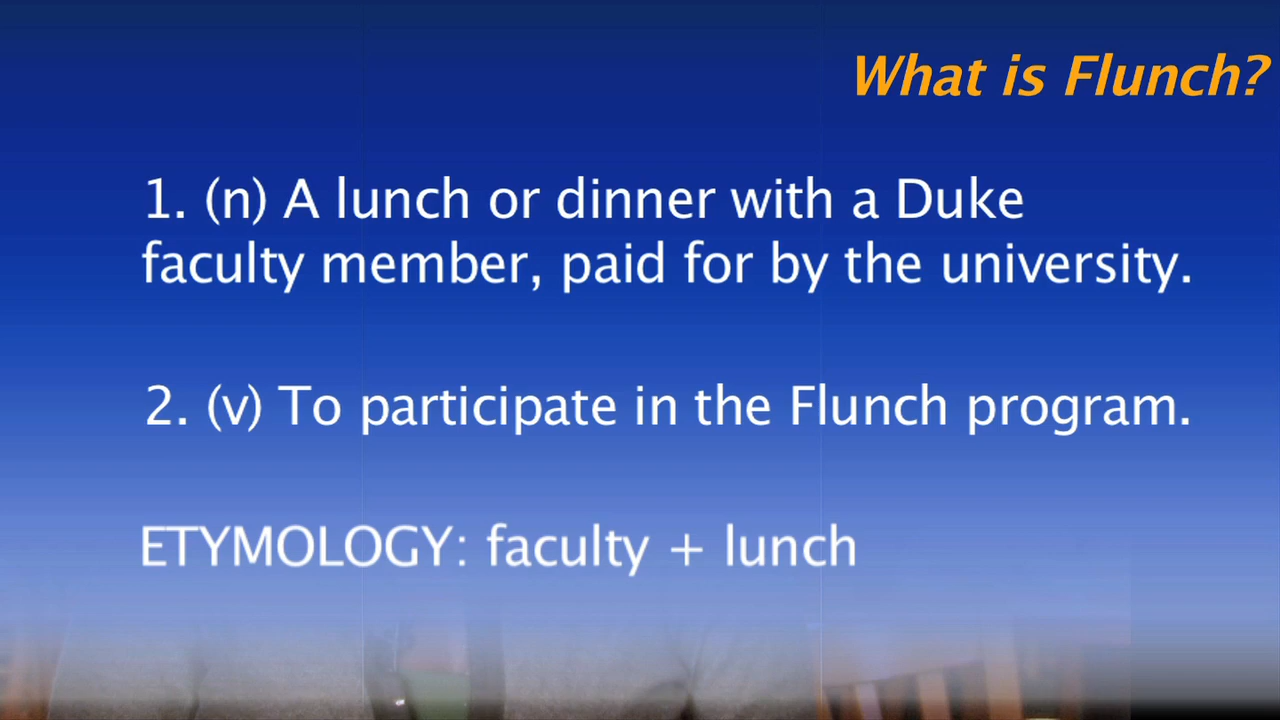 What is Flunch?
1. (n) A lunch or dinner with a Duke
faculty member, paid for by the university.
2. (v) To participate in the Flunch program.
ETYMOLOGY: faculty + lunch